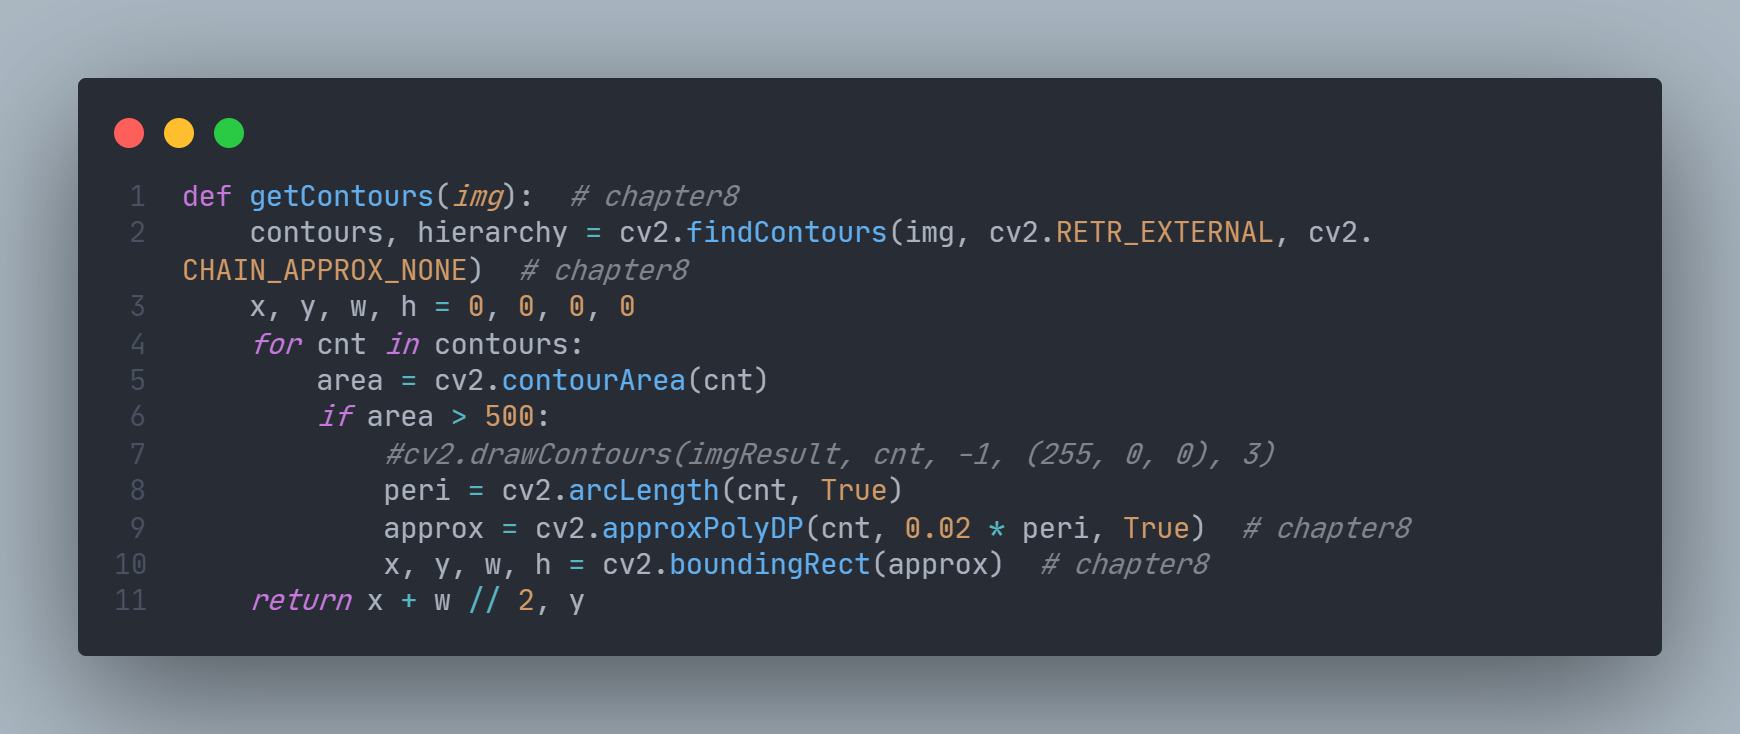 1 def getContours(img):  # chapter8
2     contours, hierarchy = cv2.findContours(img, cv2.RETR_EXTERNAL, cv2.
CHAIN_APPROX_NONE)  # chapter8
3     x, y, w, h = 0, 0, 0, 0
4     for cnt in contours:
5         area = cv2.contourArea(cnt)
6         if area > 500:
7             #cv2.drawContours(imgResult, cnt, -1, (255, 0, 0), 3)
8             peri = cv2.arcLength(cnt, True)
9             approx = cv2.approxPolyDP(cnt, 0.02 * peri, True)  # chapter8
10             x, y, w, h = cv2.boundingRect(approx)  # chapter8
11     return x + w // 2, y